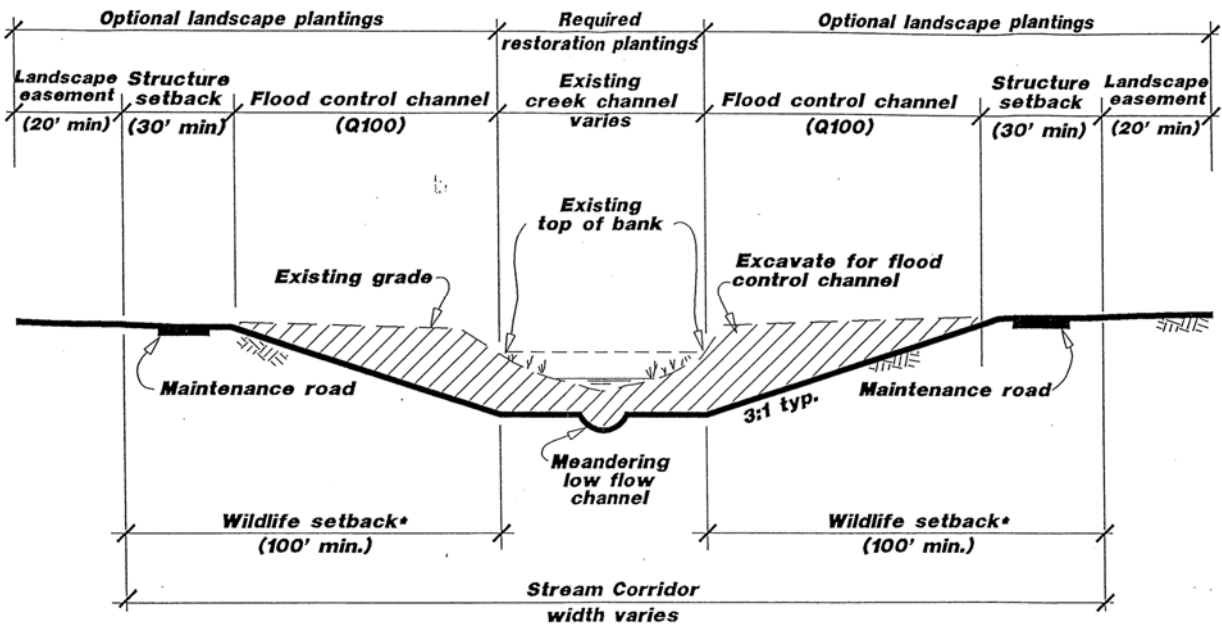 Optional landscape plantings
Required
restoration plantings
Optional landscape plantings
Landscape
easement
(20' min)
Structure
setback
(30' min)
Flood control channel
(Q100)
Existing
creek channel
varies
Flood control channel
(Q100)
Structure
setback
(30' min)
Landscape
easement
(20' min)
Existing
top of bank
Existing grade
Excavate for flood
control channel
Maintenance road
Maintenance road
3:1 typ.
Meandering
low flow
channel
Wildlife setback*
(100' min.)
Wildlife setback*
(100' min.)
Stream Corridor
width varies